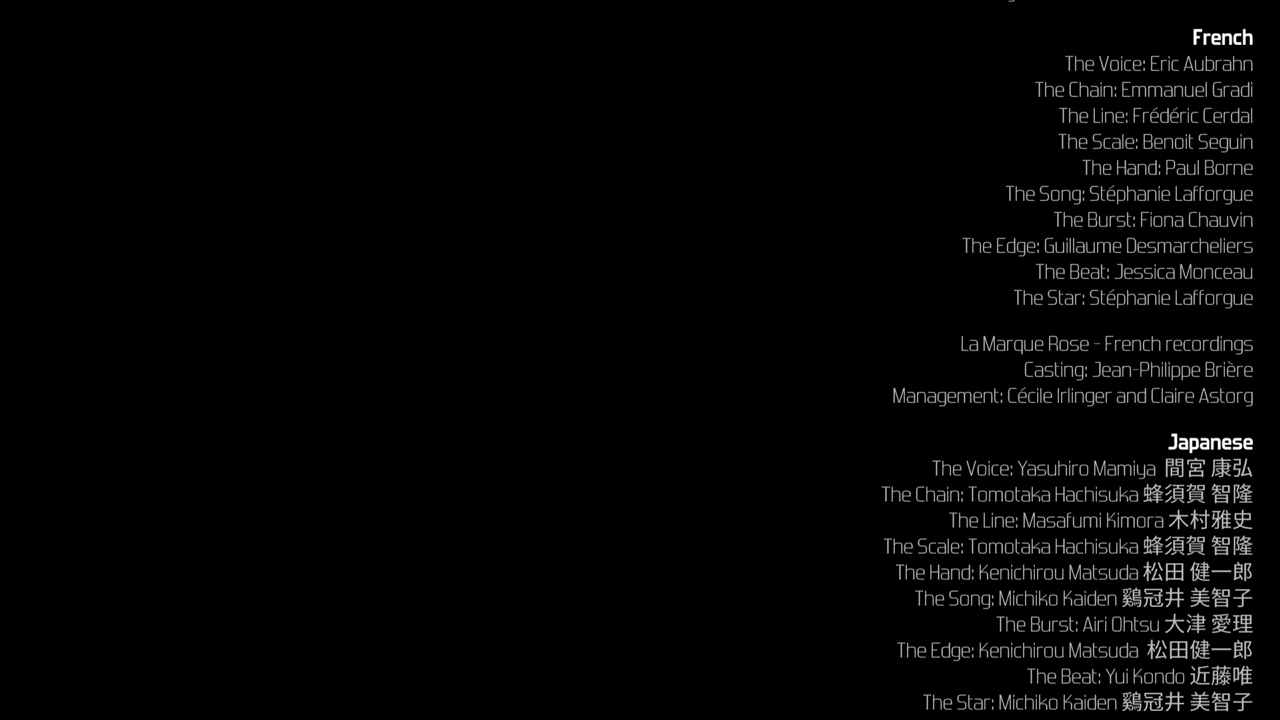 French
The Voice: Eric Aubrahn
The Chain: Emmanuel Gradi
The Line: Frédéric Cerdal
The Scale: Benoit Seguin
The Hand: Paul Borne
The Song: Stéphanie Lafforgue
The Burst: Fiona Chauvin
The Edge: Guillaume Desmarcheliers
The Beat: Jessica Monceau
The Star: Stéphanie Lafforgue
La Marque Rose - French recordings
Casting: Jean-Philippe Brière
Management: Cécile Irlinger and Claire Astorg
Japanese
The Voice: Yasuhiro Mamiya 間宮 康弘
The Chain: Tomotaka Hachisuka 蜂須賀 智隆
The Line: Masafumi Kimora 木村雅史
The Scale: Tomotaka Hachisuka 蜂須賀 智隆
The Hand: Kenichirou Matsuda 松田 健一郎
The Song: Michiko Kaiden 鷄冠井 美智子
The Burst: Airi Ohtsu 大津 愛理
The Edge: Kenichirou Matsuda 松田健一郎
The Beat: Yui Kondo 近藤唯
The Star: Michiko Kaiden 鷄冠井 美智子